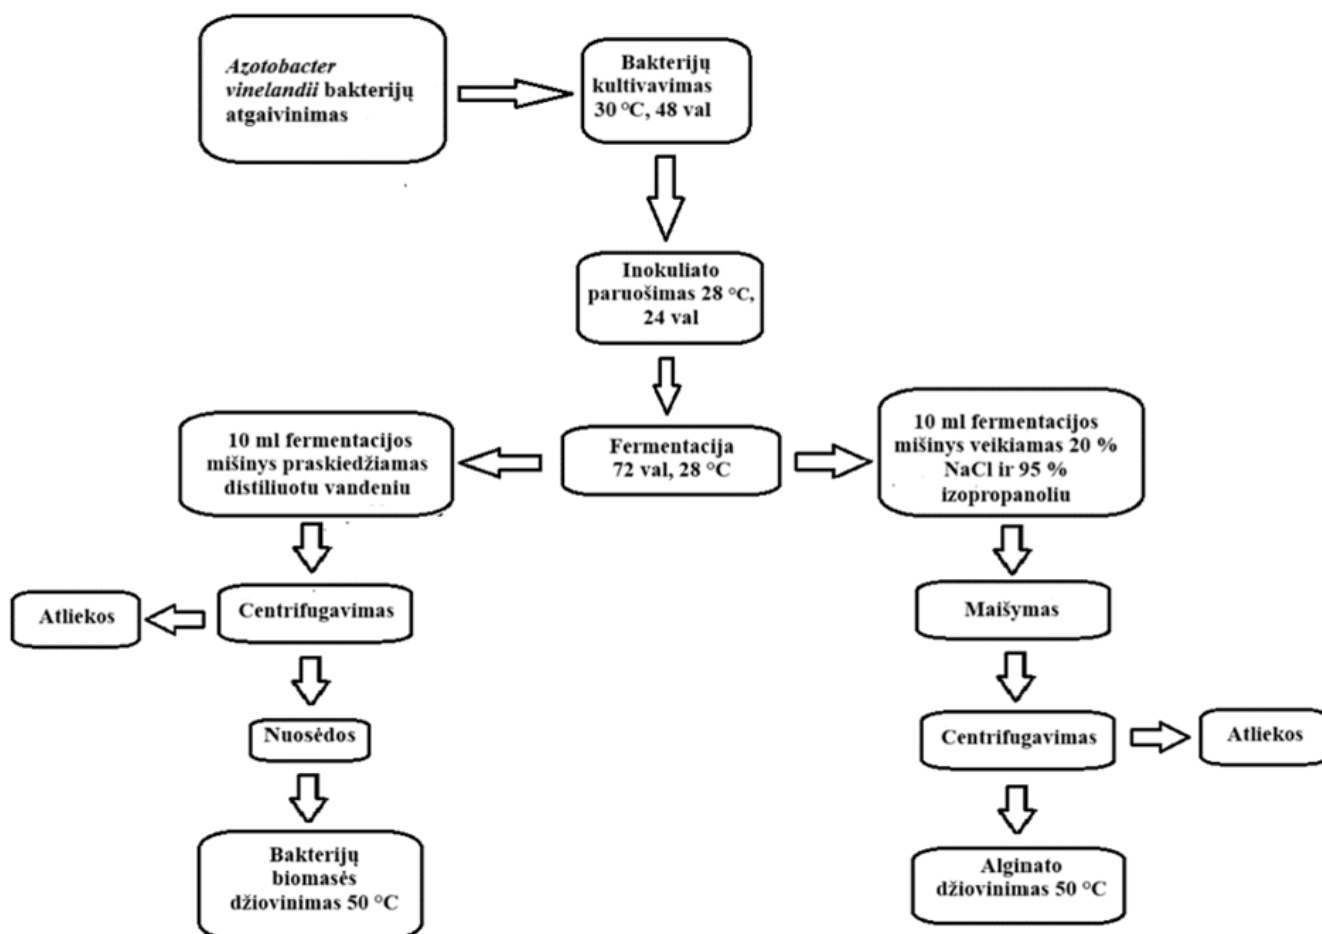 Azotobacter
vinelandii bakterijų
atgaivinimas
Bakterijų
kultivavimas
30 °C, 48 val
Inokuliato
paruošimas 28 °C,
24 val
Fermentacija
72 val, 28 °C
10 ml fermentacijos
mišinys praskiedžiamas
distiliuotu vandeniu
Centrifugavimas
Atliekos
Nuosėdos
Bakterijų
biomasės
džiovinimas 50 °C
10 ml fermentacijos
mišinys veikiamas 20 %
NaCl ir 95 %
izopropanoliu
Maišymas
Centrifugavimas
Atliekos
Alginato
džiovinimas 50 °C